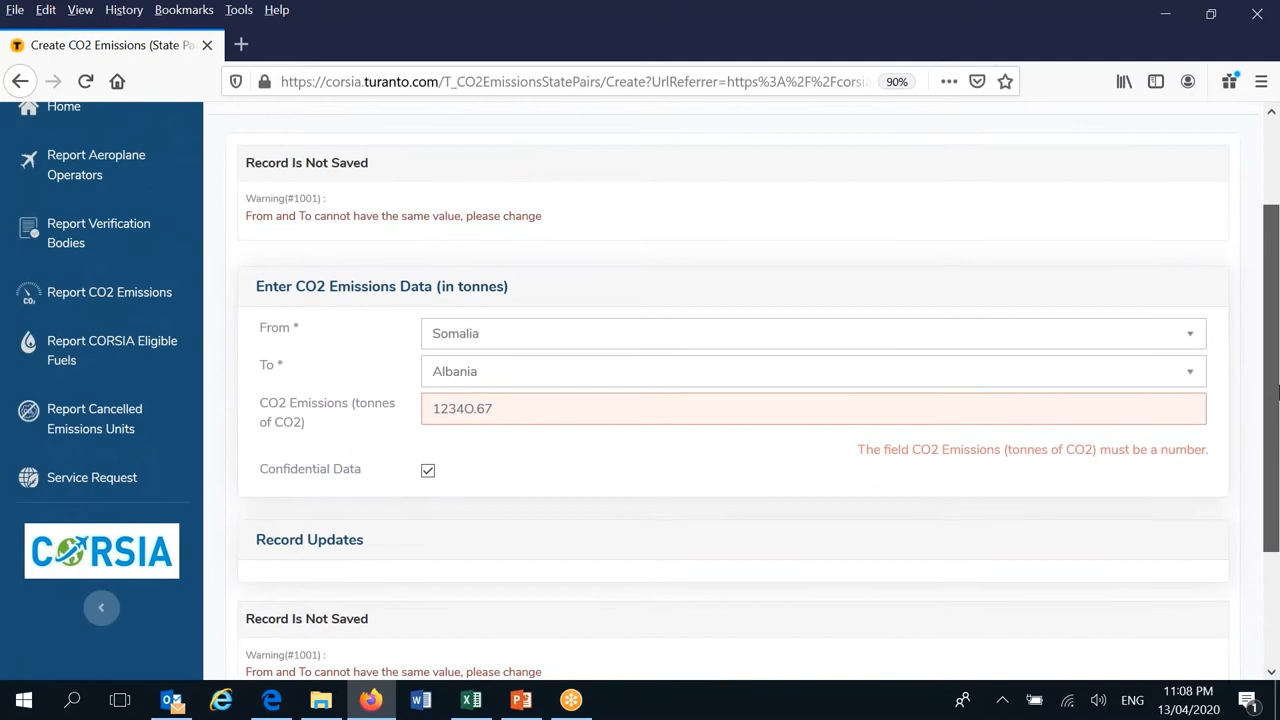 File Edit View History Bookmarks Tools Help
Create CO2 Emissions (State Pa
https://corsia.turanto.com/T_CO2EmissionsStatePairs/Create?UrlReferrer=https%3A%2F%2Fcorsia 90%
Home
Report Aeroplane
Operators
Report Verification
Bodies
CO2
Report CO2 Emissions
Report CORSIA Eligible
Fuels
Report Cancelled
Emissions Units
Service Request
CORSIA
Record Is Not Saved
Warning(#1001) :
From and To cannot have the same value, please change
Enter CO2 Emissions Data (in tonnes)
From * Somalia
To * Albania
CO2 Emissions (tonnes
of CO2)
1234O.67
The field CO2 Emissions (tonnes of CO2) must be a number.
Confidential Data
Record Updates
Record Is Not Saved
Warning(#1001) :
From and To cannot have the same value, please change
ENG
11:08 PM
13/04/2020
1